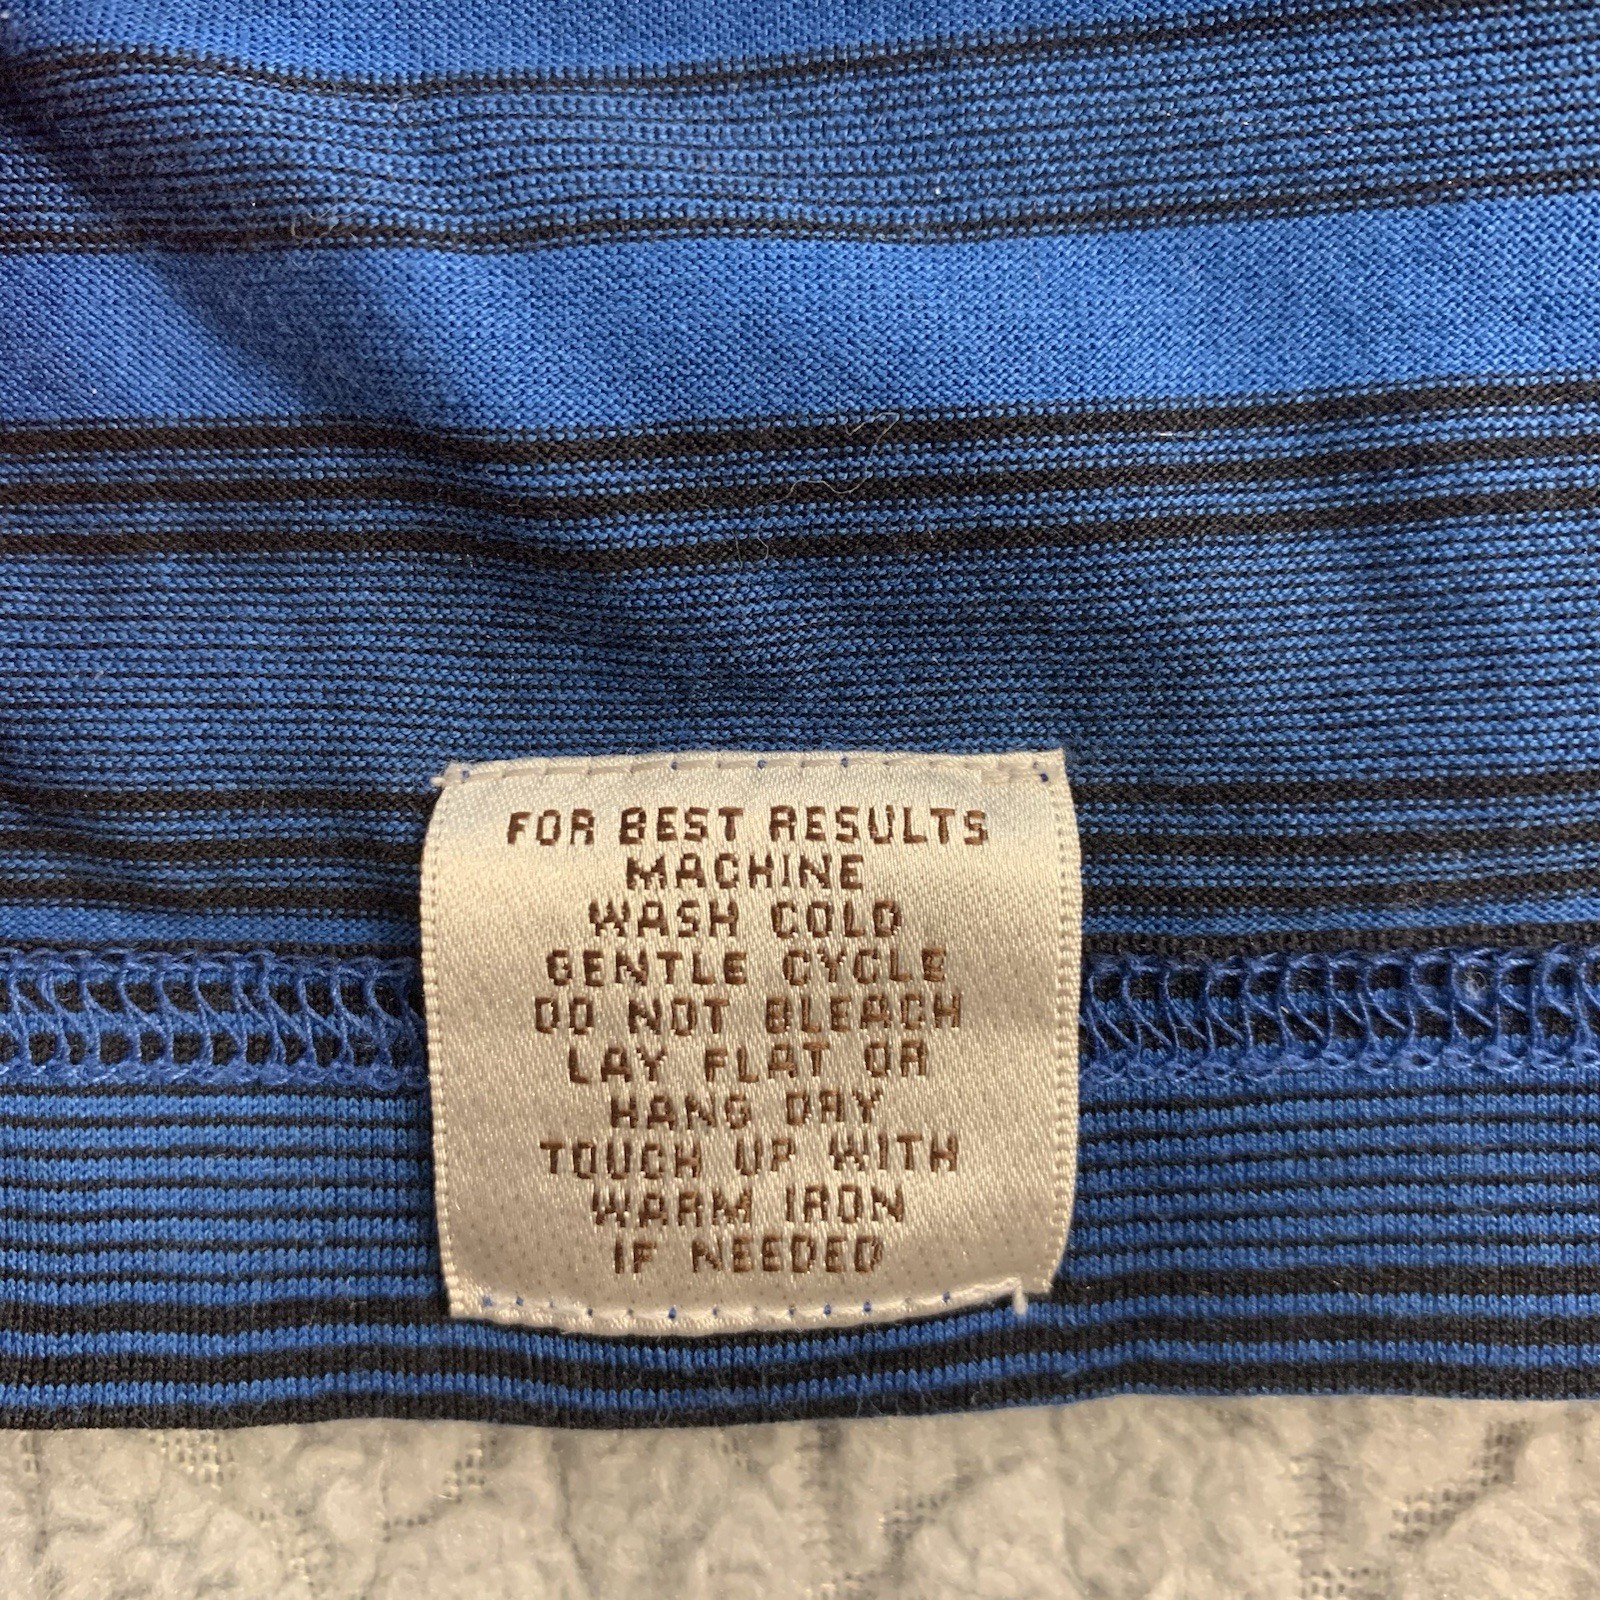 FOR BEST RESULTS
MACHINE
WASH COLD
GENTLE CYCLE
DO NOT BLEACH
LAY FLAT OR
HANG DRY
TOUCH UP WITH
WARM IRON
IF NEEDED